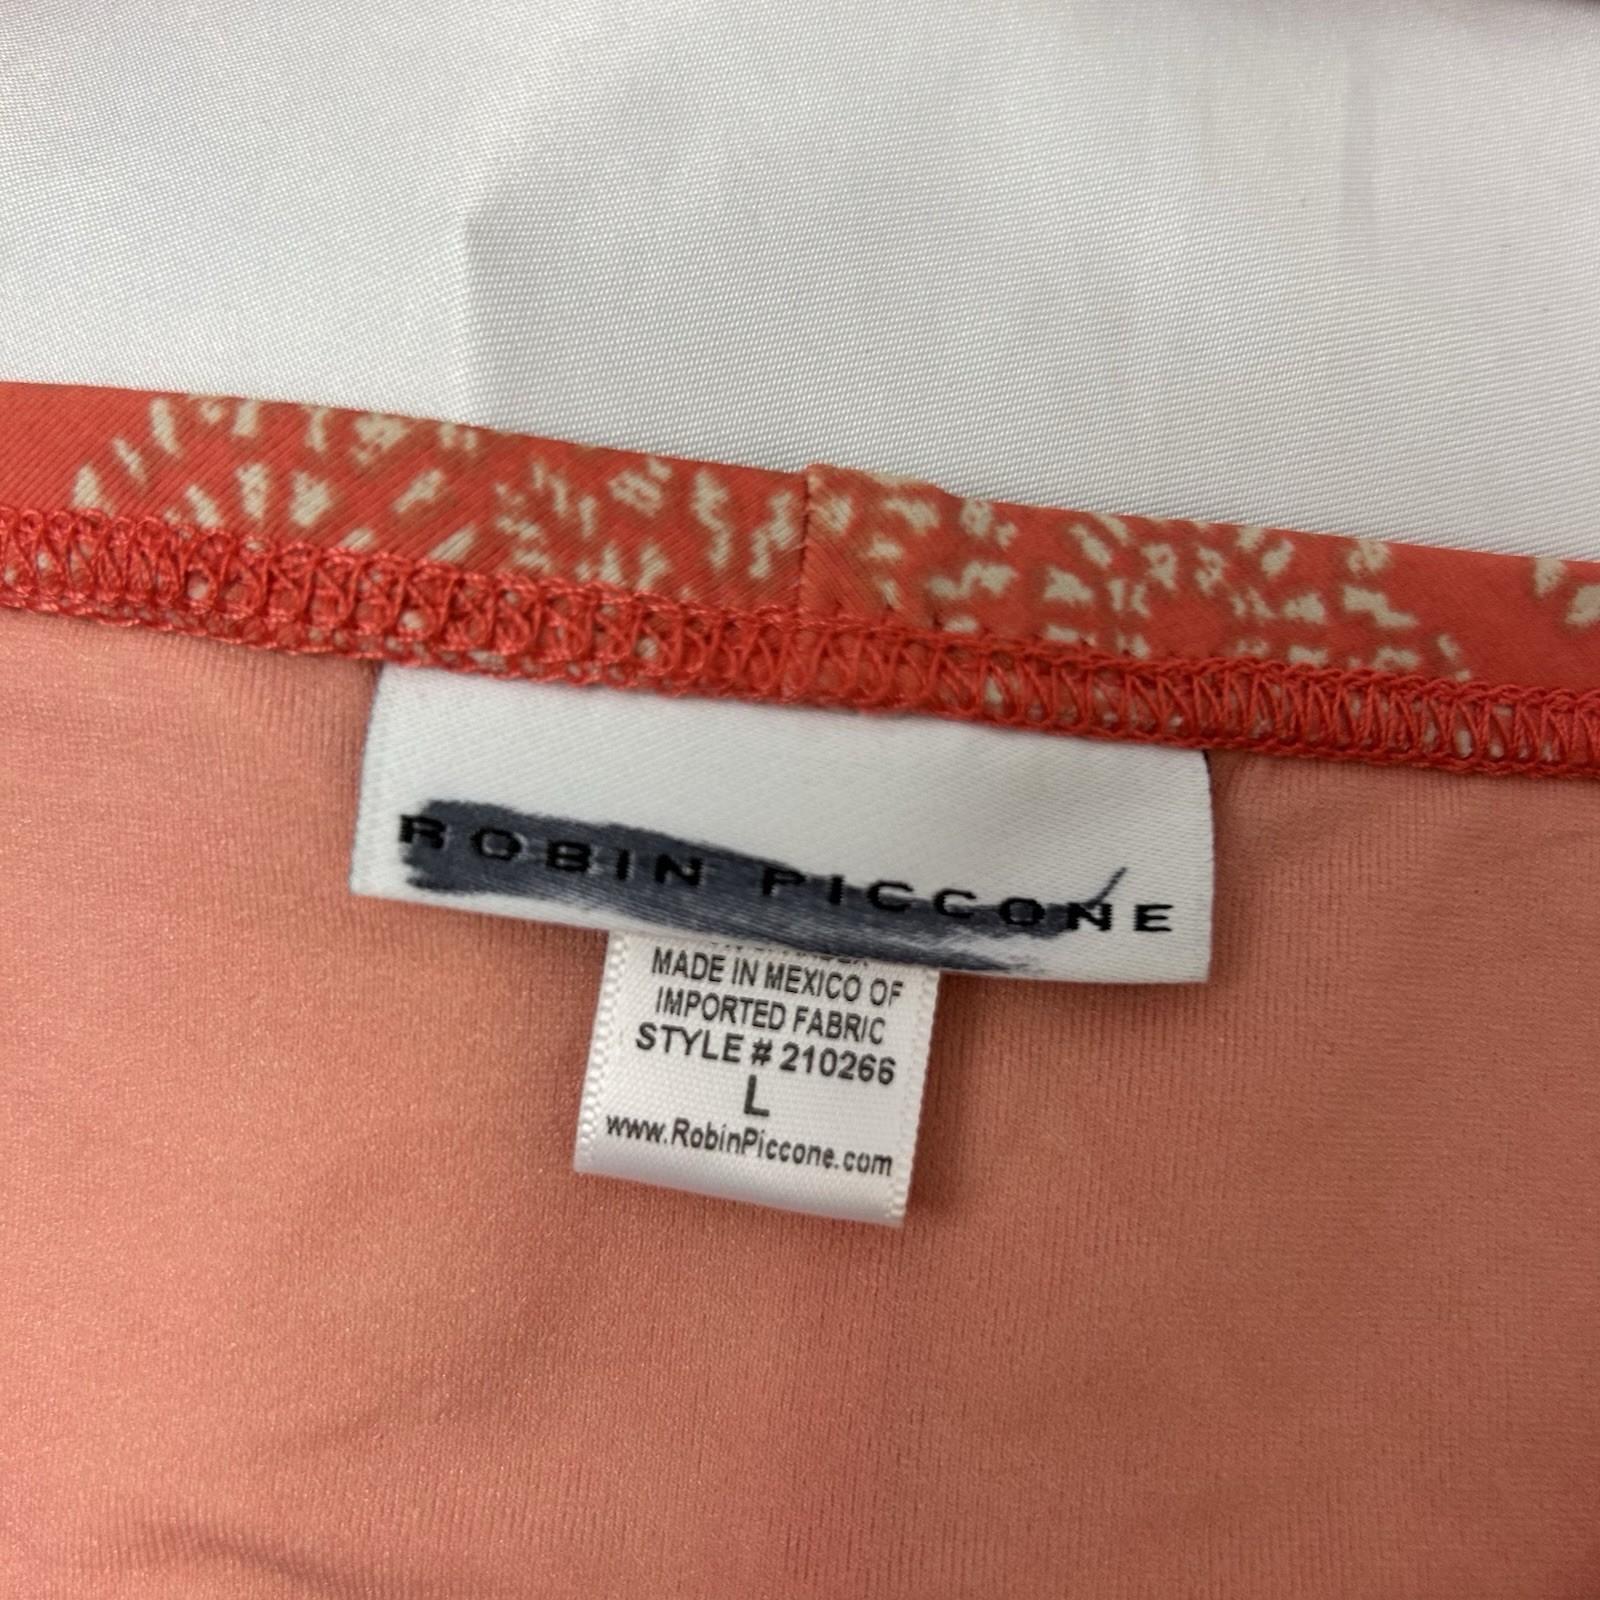 ROBIN PICCONE
MADE IN MEXICO OF
IMPORTED FABRIC
STYLE # 210266
L
www.RobinPiccone.com